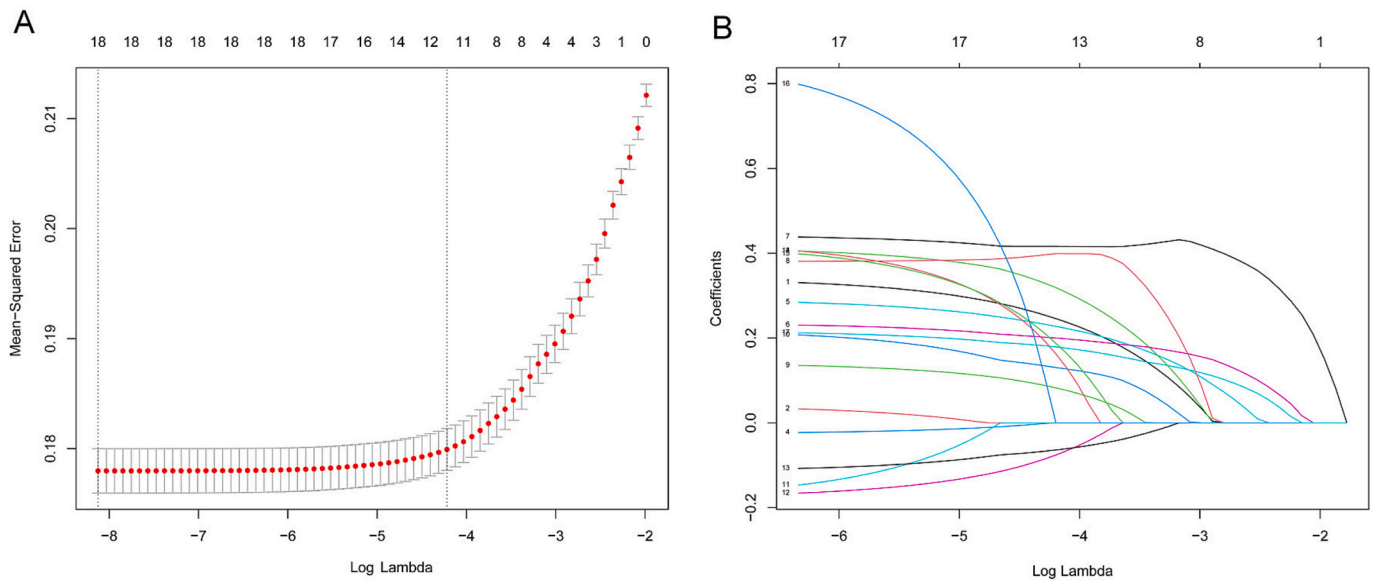 A
18 18 18 18 18 18 18 17 16 14 12 11 8 8 4 4 3 1 0
0.21
0.20
0.19
0.18
Mean-Squared Error
−8 −7 −6 −5 −4 −3 −2
Log Lambda
B
17 17 13 8 1
0.8
0.6
0.4
0.2
0.0
−0.2
Coefficients
16
7
8
1
5
6
9
2
4
13
11
12
−6 −5 −4 −3 −2
Log Lambda